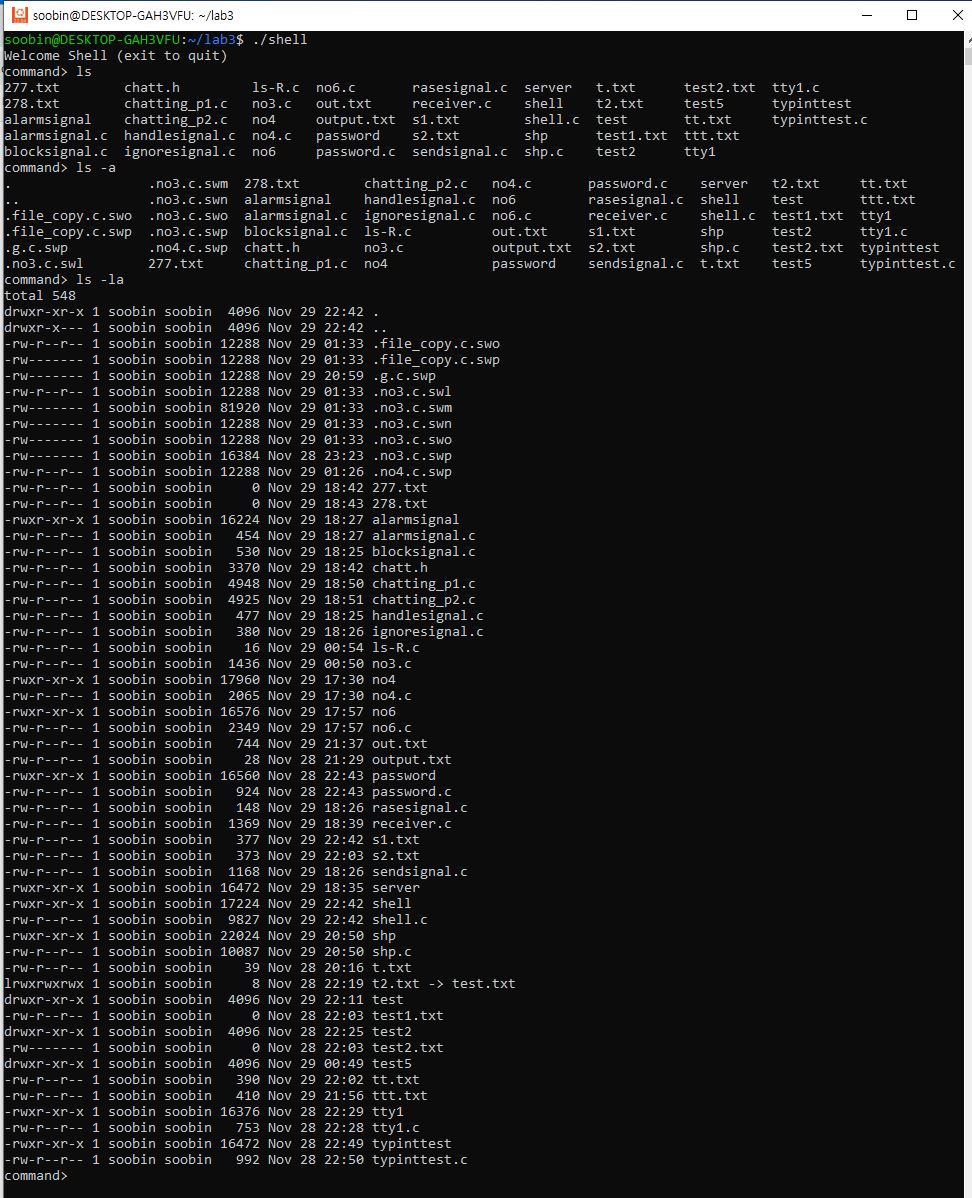 soobin@DESKTOP-GAH3VFU: ~/lab3
soobin@DESKTOP-GAH3VFU:~/lab3$ ./shell
Welcome Shell (exit to quit)
command> ls
277.txt chatt.h ls-R.c no6.c rasesignal.c server t.txt test2.txt tty1.c
278.txt chatting_p1.c no3.c out.txt receiver.c shell t2.txt test5 typinttest
alarmsignal chatting_p2.c no4 output.txt s1.txt shell.c test tt.txt typinttest.c
alarmsignal.c handlesignal.c no4.c password s2.txt shp test1.txt ttt.txt
blocksignal.c ignoresignal.c no6 password.c sendsignal.c shp.c test2 tty1
command> ls -a
. .no3.c.swm 278.txt chatting_p2.c no4.c password.c server t2.txt tt.txt
.. .no3.c.swn alarmsignal handlesignal.c no6 rasesignal.c shell test ttt.txt
.file_copy.c.swo .no3.c.swo alarmsignal.c ignoresignal.c no6.c receiver.c shell.c test1.txt tty1
.file_copy.c.swp .no3.c.swp blocksignal.c ls-R.c out.txt s1.txt shp test2 tty1.c
.g.c.swp .no4.c.swp chatt.h no3.c output.txt s2.txt shp.c test2.txt typinttest
.no3.c.swl 277.txt chatting_p1.c no4 password sendsignal.c t.txt test5 typinttest.c
command> ls -la
total 548
drwxr-xr-x 1 soobin soobin 4096 Nov 29 22:42 .
drwxr-x--- 1 soobin soobin 4096 Nov 29 22:42 ..
-rw-r--r-- 1 soobin soobin 12288 Nov 29 01:33 .file_copy.c.swo
-rw------- 1 soobin soobin 12288 Nov 29 01:33 .file_copy.c.swp
-rw------- 1 soobin soobin 12288 Nov 29 20:59 .g.c.swp
-rw-r--r-- 1 soobin soobin 12288 Nov 29 01:33 .no3.c.swl
-rw------- 1 soobin soobin 81920 Nov 29 01:33 .no3.c.swm
-rw------- 1 soobin soobin 12288 Nov 29 01:33 .no3.c.swn
-rw------- 1 soobin soobin 12288 Nov 29 01:33 .no3.c.swo
-rw------- 1 soobin soobin 16384 Nov 28 23:23 .no3.c.swp
-rw-r--r-- 1 soobin soobin 12288 Nov 29 01:26 .no4.c.swp
-rw-r--r-- 1 soobin soobin 0 Nov 29 18:42 277.txt
-rw-r--r-- 1 soobin soobin 0 Nov 29 18:43 278.txt
-rwxr-xr-x 1 soobin soobin 16224 Nov 29 18:27 alarmsignal
-rw-r--r-- 1 soobin soobin 454 Nov 29 18:27 alarmsignal.c
-rw-r--r-- 1 soobin soobin 530 Nov 29 18:25 blocksignal.c
-rw-r--r-- 1 soobin soobin 3370 Nov 29 18:42 chatt.h
-rw-r--r-- 1 soobin soobin 4948 Nov 29 18:50 chatting_p1.c
-rw-r--r-- 1 soobin soobin 4925 Nov 29 18:51 chatting_p2.c
-rw-r--r-- 1 soobin soobin 477 Nov 29 18:25 handlesignal.c
-rw-r--r-- 1 soobin soobin 380 Nov 29 18:26 ignoresignal.c
-rw-r--r-- 1 soobin soobin 16 Nov 29 00:54 ls-R.c
-rw-r--r-- 1 soobin soobin 1436 Nov 29 00:50 no3.c
-rwxr-xr-x 1 soobin soobin 17960 Nov 29 17:30 no4
-rw-r--r-- 1 soobin soobin 2065 Nov 29 17:30 no4.c
-rwxr-xr-x 1 soobin soobin 16576 Nov 29 17:57 no6
-rw-r--r-- 1 soobin soobin 2349 Nov 29 17:57 no6.c
-rw-r--r-- 1 soobin soobin 744 Nov 29 21:37 out.txt
-rw-r--r-- 1 soobin soobin 28 Nov 28 21:29 output.txt
-rwxr-xr-x 1 soobin soobin 16560 Nov 28 22:43 password
-rw-r--r-- 1 soobin soobin 924 Nov 28 22:43 password.c
-rw-r--r-- 1 soobin soobin 148 Nov 29 18:26 rasesignal.c
-rw-r--r-- 1 soobin soobin 1369 Nov 29 18:39 receiver.c
-rw-r--r-- 1 soobin soobin 377 Nov 29 22:42 s1.txt
-rw-r--r-- 1 soobin soobin 373 Nov 29 22:03 s2.txt
-rw-r--r-- 1 soobin soobin 1168 Nov 29 18:26 sendsignal.c
-rwxr-xr-x 1 soobin soobin 16472 Nov 29 18:35 server
-rwxr-xr-x 1 soobin soobin 17224 Nov 29 22:42 shell
-rw-r--r-- 1 soobin soobin 9827 Nov 29 22:42 shell.c
-rwxr-xr-x 1 soobin soobin 22024 Nov 29 20:50 shp
-rw-r--r-- 1 soobin soobin 10087 Nov 29 20:50 shp.c
-rw-r--r-- 1 soobin soobin 39 Nov 28 20:16 t.txt
lrwxrwxrwx 1 soobin soobin 8 Nov 28 22:19 t2.txt -> test.txt
drwxr-xr-x 1 soobin soobin 4096 Nov 29 22:11 test
-rw-r--r-- 1 soobin soobin 0 Nov 28 22:03 test1.txt
drwxr-xr-x 1 soobin soobin 4096 Nov 28 22:25 test2
-rw------- 1 soobin soobin 0 Nov 28 22:03 test2.txt
drwxr-xr-x 1 soobin soobin 4096 Nov 29 00:49 test5
-rw-r--r-- 1 soobin soobin 390 Nov 29 22:02 tt.txt
-rw-r--r-- 1 soobin soobin 410 Nov 29 21:56 ttt.txt
-rwxr-xr-x 1 soobin soobin 16376 Nov 28 22:29 tty1
-rw-r--r-- 1 soobin soobin 753 Nov 28 22:28 tty1.c
-rwxr-xr-x 1 soobin soobin 16472 Nov 28 22:49 typinttest
-rw-r--r-- 1 soobin soobin 992 Nov 28 22:50 typinttest.c
command>